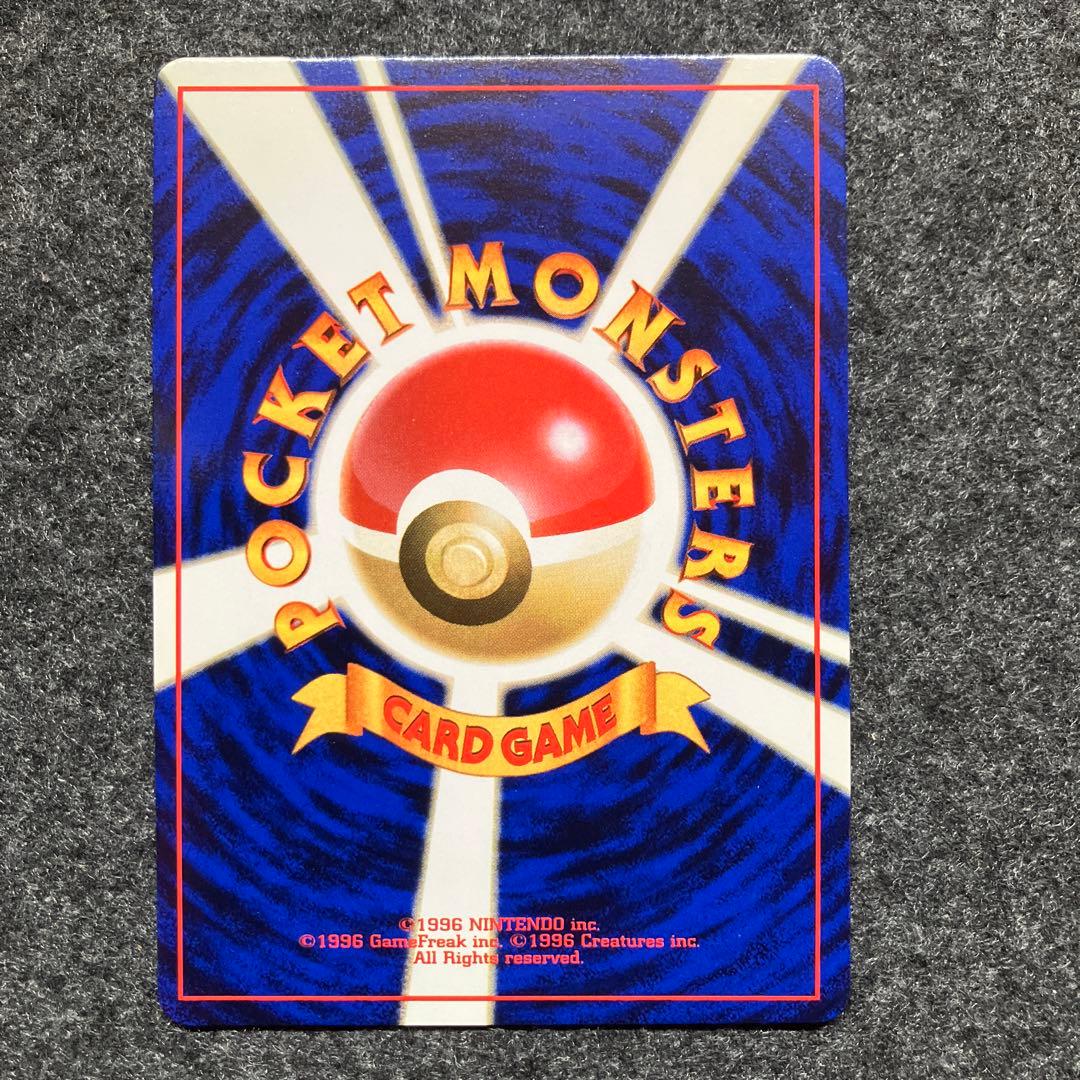 POCKET MONSTERS
CARD GAME
©1996 NINTENDO inc.
©1996 GameFreak inc. ©1996 Creatures inc.
All Rights reserved.